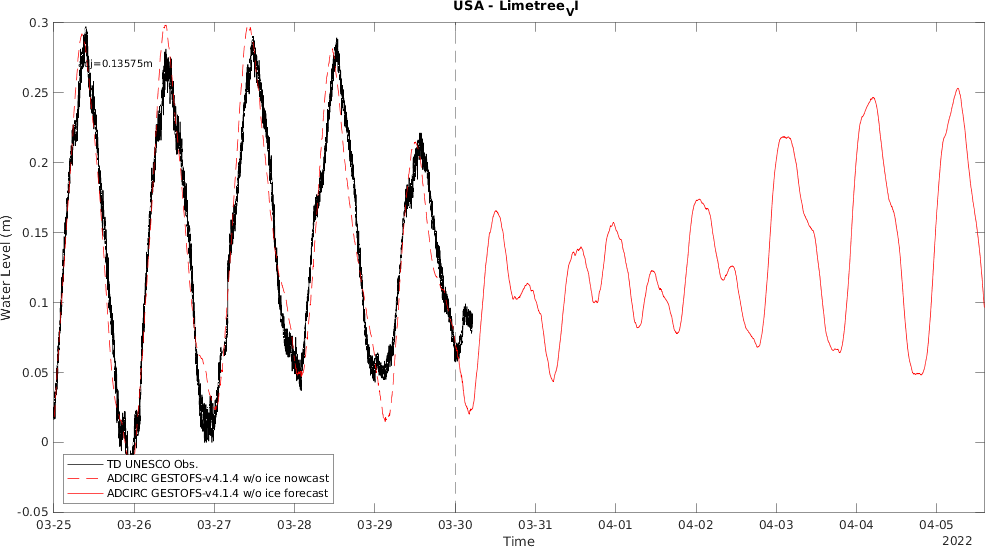 USA - Limetree_VI
0.3
0.25
0.2
0.15
0.1
0.05
0
-0.05
Water Level (m)
j=0.13575m
TD UNESCO Obs.
ADCIRC GESTOFS-v4.1.4 w/o ice nowcast
ADCIRC GESTOFS-v4.1.4 w/o ice forecast
03-25 03-26 03-27 03-28 03-29 03-30 03-31 04-01 04-02 04-03 04-04 04-05
Time
2022